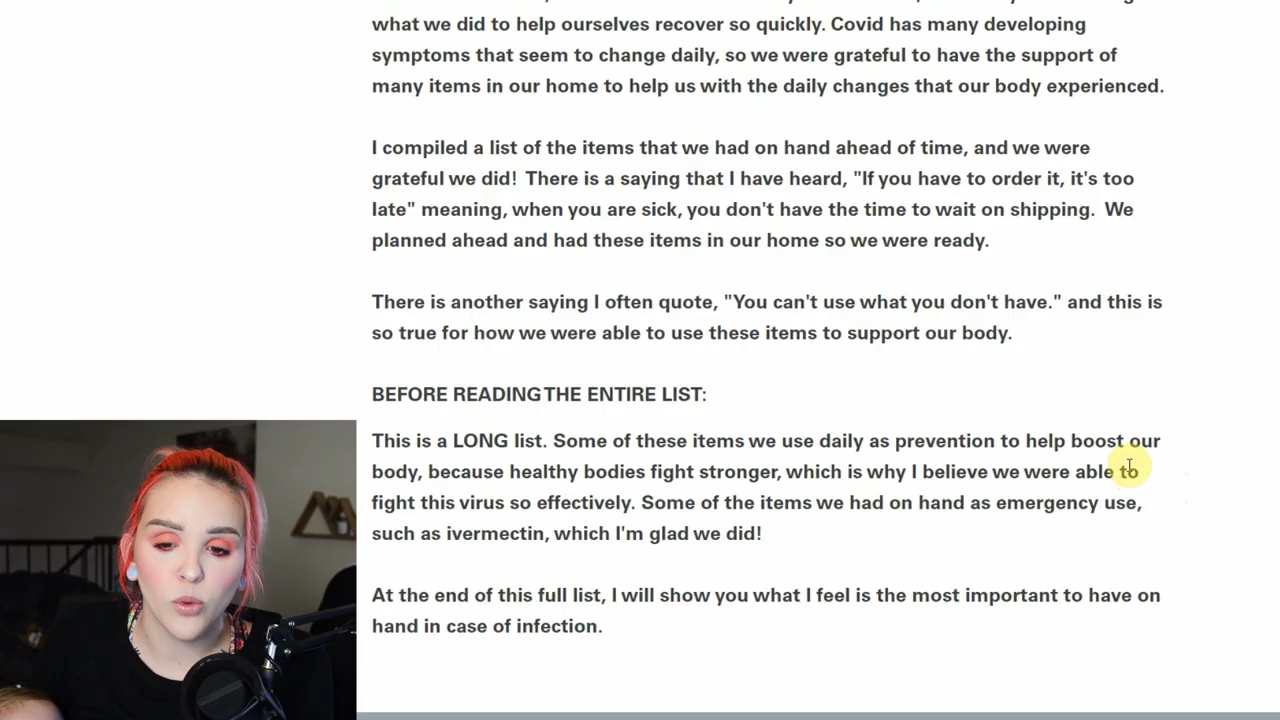 what we did to help ourselves recover so quickly. Covid has many developing
symptoms that seem to change daily, so we were grateful to have the support of
many items in our home to help us with the daily changes that our body experienced.
I compiled a list of the items that we had on hand ahead of time, and we were
grateful we did! There is a saying that I have heard, "If you have to order it, it's too
late" meaning, when you are sick, you don't have the time to wait on shipping. We
planned ahead and had these items in our home so we were ready.
There is another saying I often quote, "You can't use what you don't have." and this is
so true for how we were able to use these items to support our body.
BEFORE READING THE ENTIRE LIST:
This is a LONG list. Some of these items we use daily as prevention to help boost our
body, because healthy bodies fight stronger, which is why I believe we were able to
fight this virus so effectively. Some of the items we had on hand as emergency use,
such as ivermectin, which I'm glad we did!
At the end of this full list, I will show you what I feel is the most important to have on
hand in case of infection.